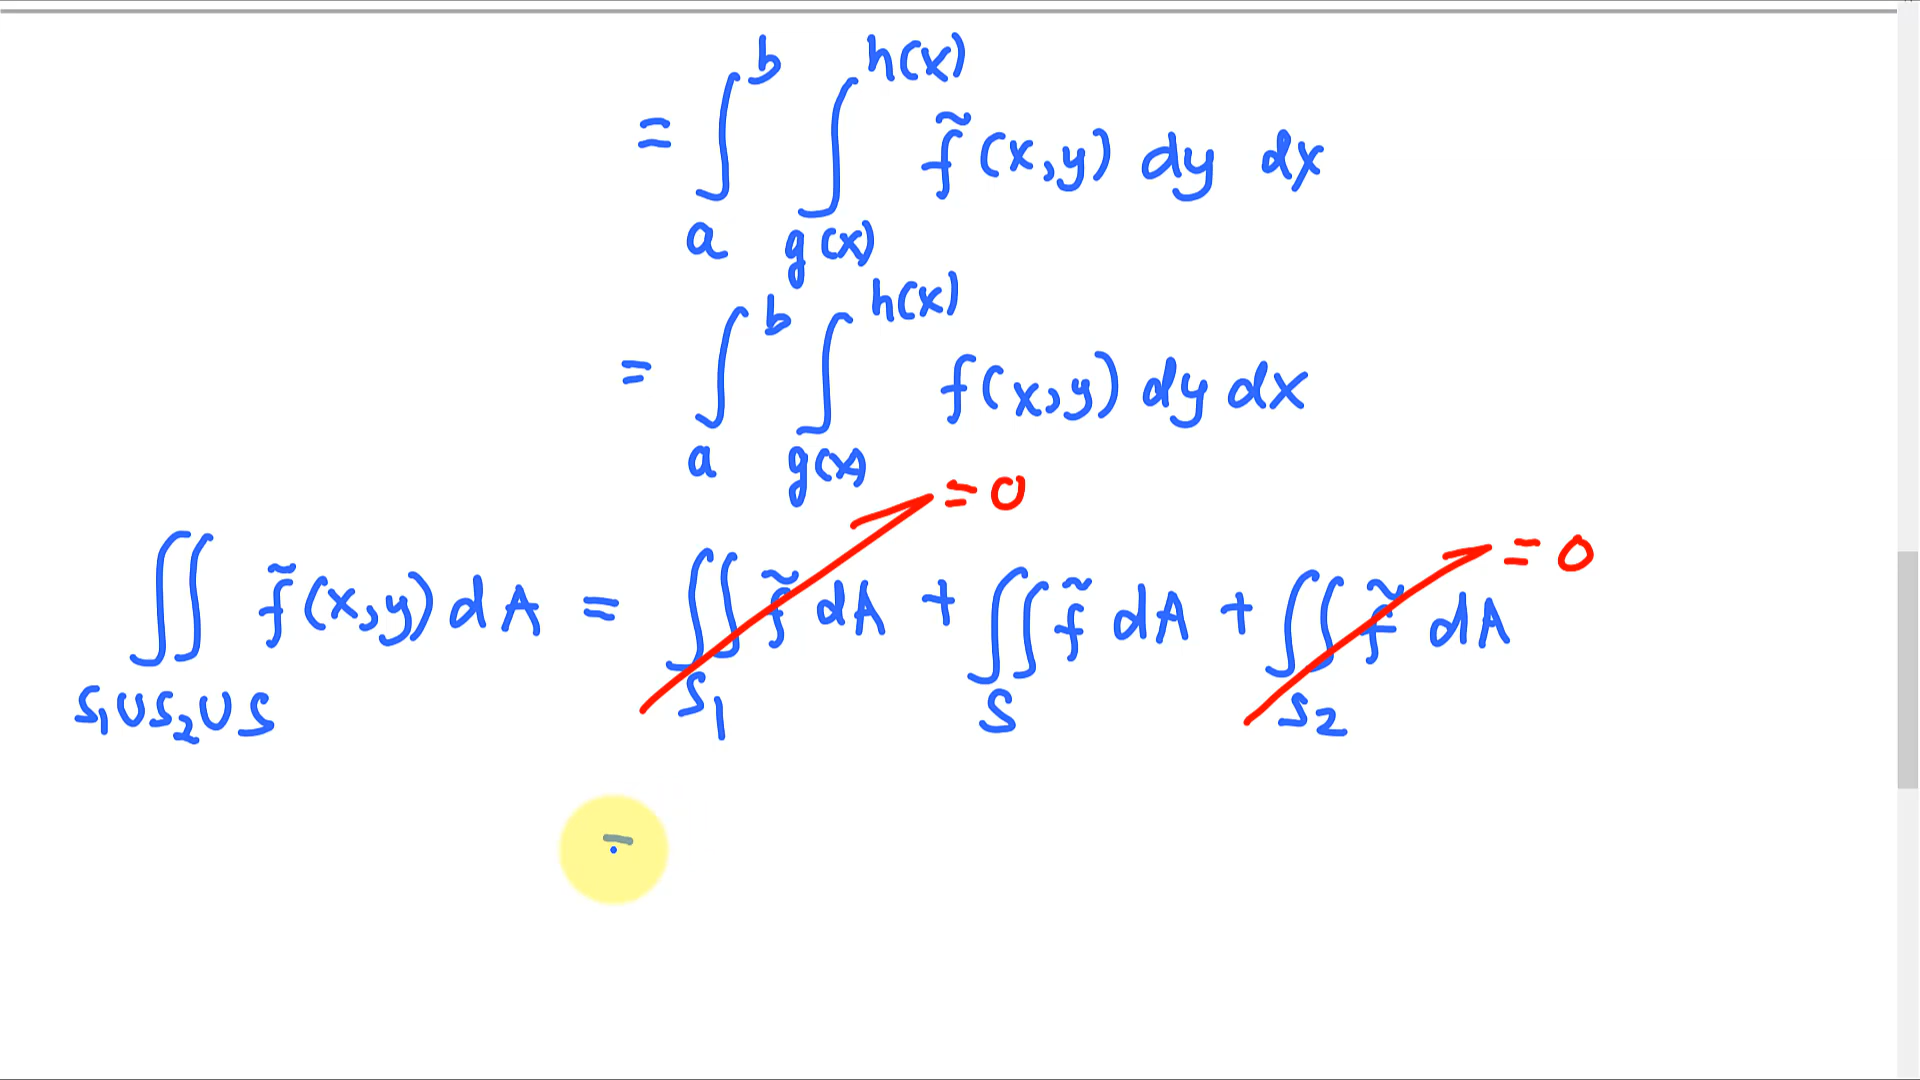 = ∫_a^b ∫_{g(x)}^{h(x)} f̃(x,y) dy dx
= ∫_a^b ∫_{g(x)}^{h(x)} f(x,y) dy dx
= 0
= 0
∬_{S₁∪S₂∪S} f̃(x,y) dA = ∬_{S₁} f̃ dA + ∬_S f̃ dA + ∬_{S₂} f̃ dA